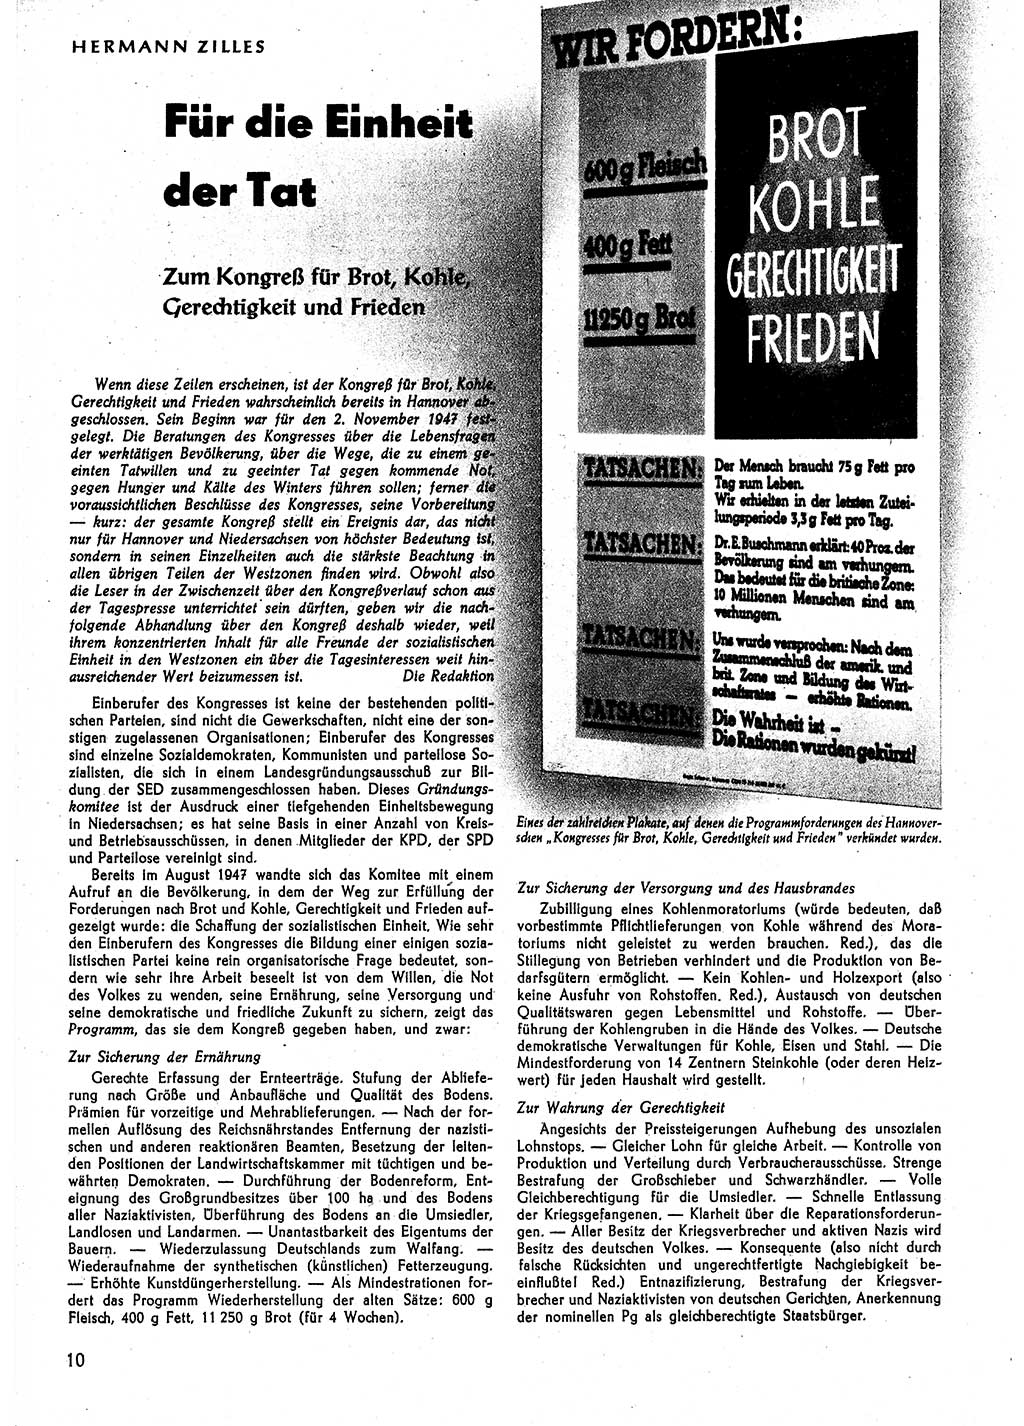 HERMANN ZILLES
Für die Einheit
der Tat
Zum Kongreß für Brot, Kohle,
Gerechtigkeit und Frieden
Wenn diese Zeilen erscheinen, ist der Kongreß für Brot, Kohle,
Gerechtigkeit und Frieden wahrscheinlich bereits in Hannover ab-
geschlossen. Sein Beginn war für den 2. November 1947 fest-
gelegt. Die Beratungen des Kongresses über die Lebensfragen
der werktätigen Bevölkerung, über die Wege, die zu einem ge-
einten Tatwillen und zu geeinter Tat gegen kommende Not,
gegen Hunger und Kälte des Winters führen sollen; ferner die
voraussichtlichen Beschlüsse des Kongresses, seine Vorbereitung
— kurz: der gesamte Kongreß stellt ein Ereignis dar, das nicht
nur für Hannover und Niedersachsen von höchster Bedeutung ist,
sondern in seinen Einzelheiten auch die stärkste Beachtung in
allen übrigen Teilen der Westzonen finden wird. Obwohl also
die Leser in der Zwischenzeit über den Kongreßverlauf schon aus
der Tagespresse unterrichtet sein dürften, geben wir die nach-
folgende Abhandlung über den Kongreß deshalb wieder, weil
ihrem konzentrierten Inhalt für alle Freunde der sozialistischen
Einheit in den Westzonen ein über die Tagesinteressen weit hin-
ausreichender Wert beizumessen ist. Die Redaktion
Einberufer des Kongresses ist keine der bestehenden politi-
schen Parteien, sind nicht die Gewerkschaften, nicht eine der son-
stigen zugelassenen Organisationen; Einberufer des Kongresses
sind einzelne Sozialdemokraten, Kommunisten und parteilose So-
zialisten, die sich in einem Landesgründungsausschuß zur Bil-
dung der SED zusammengeschlossen haben. Dieses Gründungs-
komitee ist der Ausdruck einer tiefgehenden Einheitsbewegung
in Niedersachsen; es hat seine Basis in einer Anzahl von Kreis-
und Betriebsausschüssen, in denen Mitglieder der KPD, der SPD
und Parteilose vereinigt sind.
Bereits im August 1947 wandte sich das Komitee mit einem
Aufruf an die Bevölkerung, in dem der Weg zur Erfüllung der
Forderungen nach Brot und Kohle, Gerechtigkeit und Frieden auf-
gezeigt wurde: die Schaffung der sozialistischen Einheit. Wie sehr
den Einberufern des Kongresses die Bildung einer einigen sozia-
listischen Partei keine rein organisatorische Frage bedeutet, son-
dern wie sehr ihre Arbeit beseelt ist von dem Willen, die Not
des Volkes zu wenden, seine Ernährung, seine Versorgung und
seine demokratische und friedliche Zukunft zu sichern, zeigt das
Programm, das sie dem Kongreß gegeben haben, und zwar:
Zur Sicherung der Ernährung
Gerechte Erfassung der Ernteerträge. Stufung der Abliefe-
rung nach Größe und Anbaufläche und Qualität des Bodens.
Prämien für vorzeitige und Mehrablieferungen. — Nach der for-
mellen Auflösung des Reichsnährstandes Entfernung der nazisti-
schen und anderen reaktionären Beamten, Besetzung der leiten-
den Positionen der Landwirtschaftskammer mit tüchtigen und be-
währten Demokraten. — Durchführung der Bodenreform, Ent-
eignung des Großgrundbesitzes über 100 ha und des Bodens
aller Naziaktivisten, Überführung des Bodens an die Umsiedler,
Landlosen und Landarmen. — Unantastbarkeit des Eigentums der
Bauern. — Wiederzulassung Deutschlands zum Walfang. —
Wiederaufnahme der synthetischen (künstlichen) Fetterzeugung.
— Erhöhte Kunstdüngerherstellung. — Als Mindestrationen for-
dert das Programm Wiederherstellung der alten Sätze: 600 g
Fleisch, 400 g Fett, 11 250 g Brot (für 4 Wochen).
10
WIR FORDERN:
600 g Fleisch
400 g Fett
11250 g Brot
BROT
KOHLE
GERECHTIGKEIT
FRIEDEN
TATSACHEN:
Der Mensch braucht 75 g Fett pro
Tag zum Leben.
Wir erhielten in der letzten Zutei-
lungsperiode 3,3 g Fett pro Tag.
TATSACHEN:
Dr. E. Buschmann erklärt: 40 Proz. der
Bevölkerung sind am verhungern.
Das bedeutet für die britische Zone:
10 Millionen Menschen sind am
verhungern.
TATSACHEN:
Uns wurde versprochen: Nach dem
Zusammenschluß der amerik. und
brit. Zone und Bildung des Wirt-
schaftsrates — erhöhte Rationen.
TATSACHEN:
Die Wahrheit ist —
Die Rationen wurden gekürzt!
Eines der zahlreichen Plakate, auf denen die Programmforderungen des Hannover-
schen „Kongresses für Brot, Kohle, Gerechtigkeit und Frieden" verkündet wurden.
Zur Sicherung der Versorgung und des Hausbrandes
Zubilligung eines Kohlenmoratoriums (würde bedeuten, daß
vorbestimmte Pflichtlieferungen von Kohle während des Mora-
toriums nicht geleistet zu werden brauchen. Red.), das die
Stillegung von Betrieben verhindert und die Produktion von Be-
darfsgütern ermöglicht. — Kein Kohlen- und Holzexport (also
keine Ausfuhr von Rohstoffen. Red.), Austausch von deutschen
Qualitätswaren gegen Lebensmittel und Rohstoffe. — Über-
führung der Kohlengruben in die Hände des Volkes. — Deutsche
demokratische Verwaltungen für Kohle, Eisen und Stahl. — Die
Mindestforderung von 14 Zentnern Steinkohle (oder deren Heiz-
wert) für jeden Haushalt wird gestellt.
Zur Wahrung der Gerechtigkeit
Angesichts der Preissteigerungen Aufhebung des unsozialen
Lohnstops. — Gleicher Lohn für gleiche Arbeit. — Kontrolle von
Produktion und Verteilung durch Verbraucherausschüsse. Strenge
Bestrafung der Großschieber und Schwarzhändler. — Volle
Gleichberechtigung für die Umsiedler. — Schnelle Entlassung
der Kriegsgefangenen. — Klarheit über die Reparationsforderun-
gen. — Aller Besitz der Kriegsverbrecher und aktiven Nazis wird
Besitz des deutschen Volkes. — Konsequente (also nicht durch
falsche Rücksichten und ungerechtfertigte Nachgiebigkeit be-
einflußte! Red.) Entnazifizierung, Bestrafung der Kriegsver-
brecher und Naziaktivisten von deutschen Gerichten, Anerkennung
der nominellen Pg als gleichberechtigte Staatsbürger.